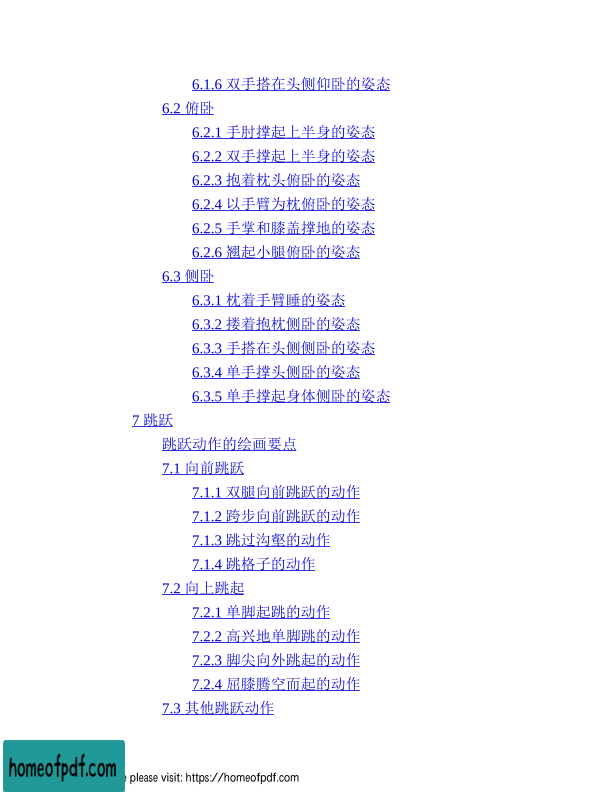 6.1.6 双手搭在头侧仰卧的姿态
6.2 俯卧
6.2.1 手肘撑起上半身的姿态
6.2.2 双手撑起上半身的姿态
6.2.3 抱着枕头俯卧的姿态
6.2.4 以手臂为枕俯卧的姿态
6.2.5 手掌和膝盖撑地的姿态
6.2.6 翘起小腿俯卧的姿态
6.3 侧卧
6.3.1 枕着手臂睡的姿态
6.3.2 搂着抱枕侧卧的姿态
6.3.3 手搭在头侧侧卧的姿态
6.3.4 单手撑头侧卧的姿态
6.3.5 单手撑起身体侧卧的姿态
7 跳跃
跳跃动作的绘画要点
7.1 向前跳跃
7.1.1 双腿向前跳跃的动作
7.1.2 跨步向前跳跃的动作
7.1.3 跳过沟壑的动作
7.1.4 跳格子的动作
7.2 向上跳起
7.2.1 单脚起跳的动作
7.2.2 高兴地单脚跳的动作
7.2.3 脚尖向外跳起的动作
7.2.4 屈膝腾空而起的动作
7.3 其他跳跃动作
homeofpdf.com
please visit: https://homeofpdf.com